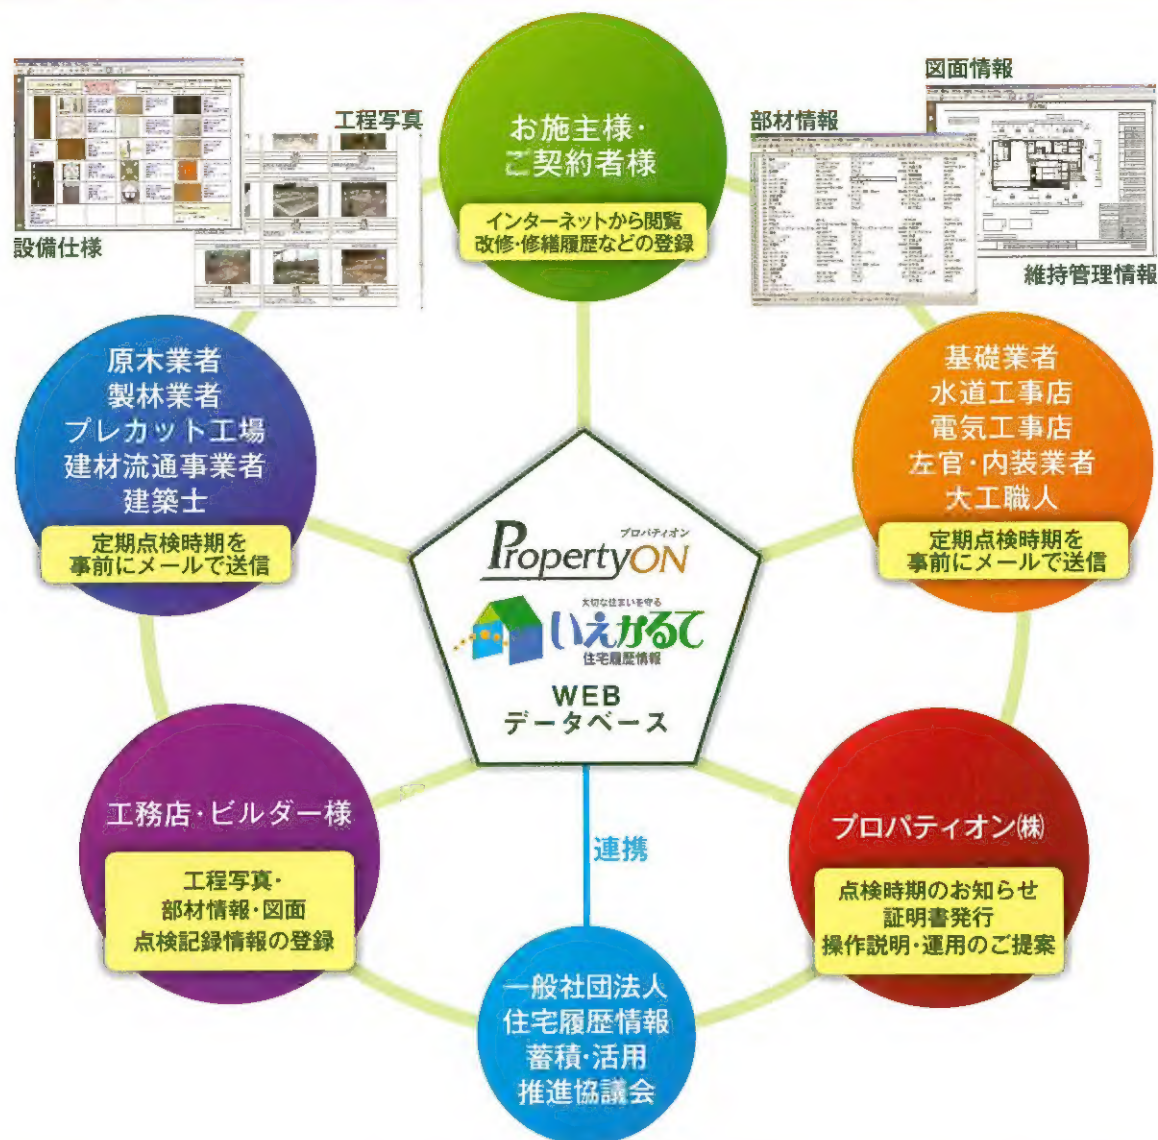 図面情報
工程写真
部材情報
設備仕様
維持管理情報
お施主様・
ご契約者様
インターネットから閲覧
改修・修繕履歴などの登録
原木業者
製林業者
プレカット工場
建材流通事業者
建築士
定期点検時期を
事前にメールで送信
基礎業者
水道工事店
電気工事店
左官・内装業者
大工職人
定期点検時期を
事前にメールで送信
プロパティオン
PropertyON
大切な住まいを守る
いえかるて
住宅履歴情報
WEB
データベース
工務店・ビルダー様
工程写真・
部材情報・図面
点検記録情報の登録
連携
プロパティオン㈱
点検時期のお知らせ
証明書発行
操作説明・運用のご提案
一般社団法人
住宅履歴情報
蓄積・活用
推進協議会